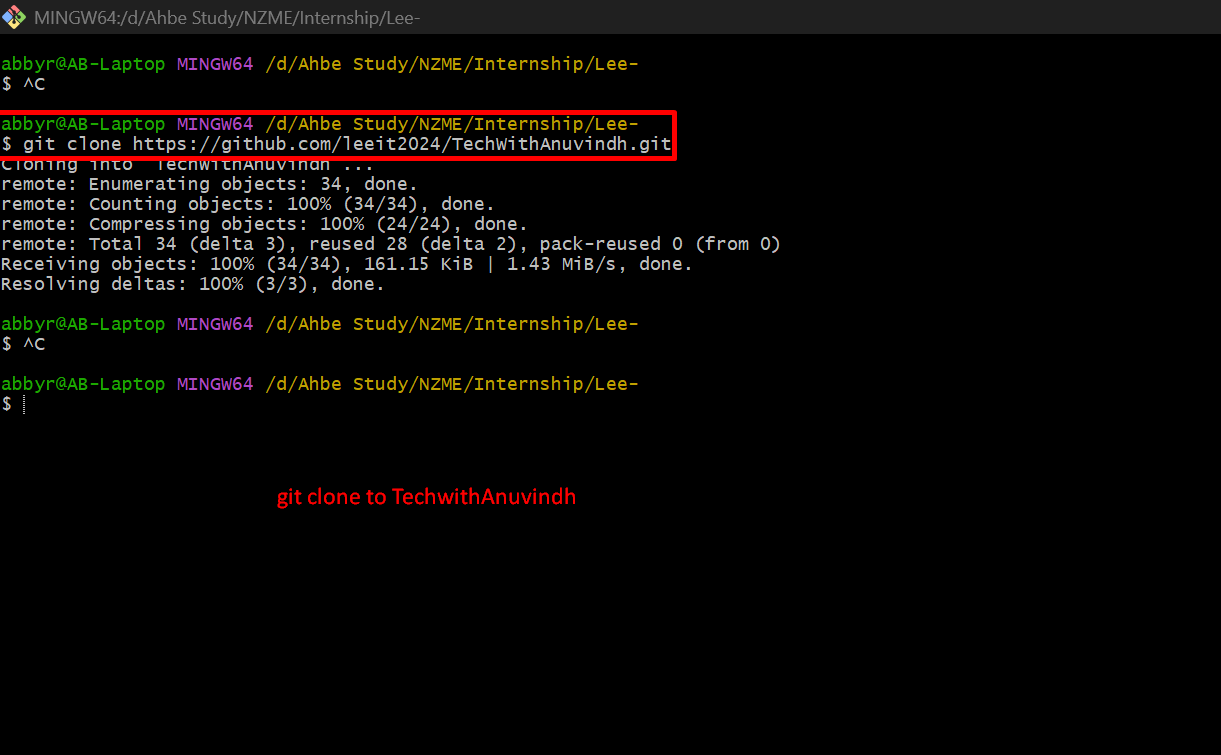 MINGW64:/d/Ahbe Study/NZME/Internship/Lee-
abbyr@AB-Laptop MINGW64 /d/Ahbe Study/NZME/Internship/Lee-
$ ^C
abbyr@AB-Laptop MINGW64 /d/Ahbe Study/NZME/Internship/Lee-
$ git clone https://github.com/leeit2024/TechWithAnuvindh.git
Cloning into 'TechWithAnuvindh'...
remote: Enumerating objects: 34, done.
remote: Counting objects: 100% (34/34), done.
remote: Compressing objects: 100% (24/24), done.
remote: Total 34 (delta 3), reused 28 (delta 2), pack-reused 0 (from 0)
Receiving objects: 100% (34/34), 161.15 KiB | 1.43 MiB/s, done.
Resolving deltas: 100% (3/3), done.
abbyr@AB-Laptop MINGW64 /d/Ahbe Study/NZME/Internship/Lee-
$ ^C
abbyr@AB-Laptop MINGW64 /d/Ahbe Study/NZME/Internship/Lee-
$
git clone to TechwithAnuvindh